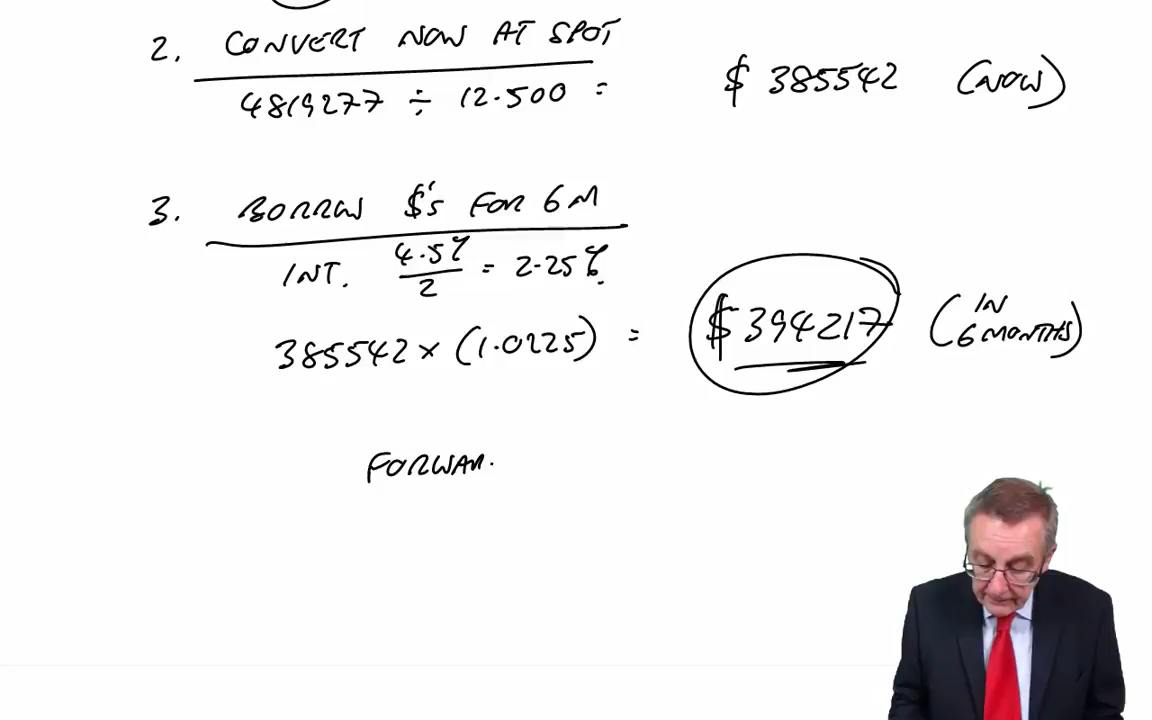 2. CONVERT NOW AT SPOT
4819277 ÷ 12.500 = $ 385542 (NOW)
3. BORROW $'s FOR 6M
INT. 4.5%/2 = 2.25%.
385542 × (1.0225) = $ 394217 (IN 6 MONTHS)
FORWAR.